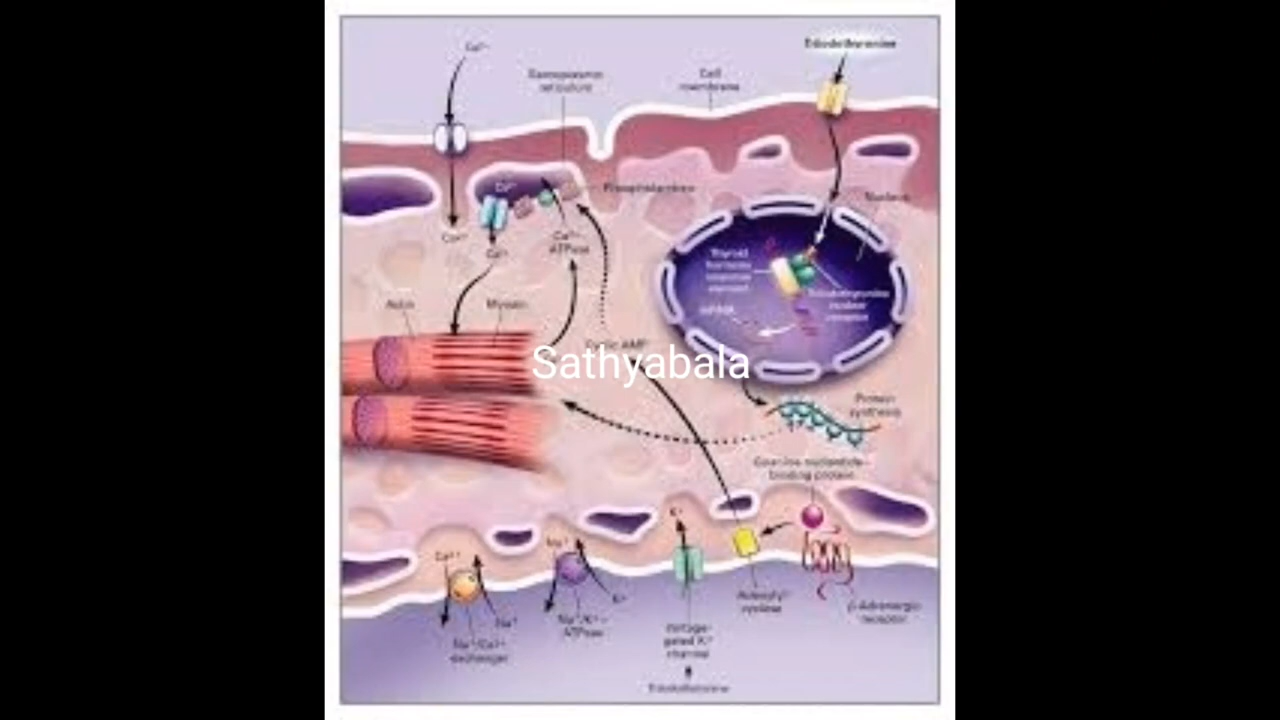 Ca²⁺
Triiodothyronine
Sarcoplasmic
reticulum
Cell
membrane
Phospholamban
Nucleus
Ca²⁺
Ca²⁺
Ca²⁺–
ATPase
Ca²⁺
Thyroid
hormone
response
element
Triiodothyronine
nuclear
receptor
mRNA
Actin
Myosin
Cyclic AMP
Sathyabala
Protein
synthesis
Guanine-nucleotide–
binding protein
K⁺
Ca²⁺
Na⁺
K⁺
Na⁺
Na⁺/K⁺–
ATPase
Adenylyl
cyclase
β-Adrenergic
receptor
Na⁺/Ca²⁺
exchanger
Voltage-
gated K⁺
channel
Triiodothyronine